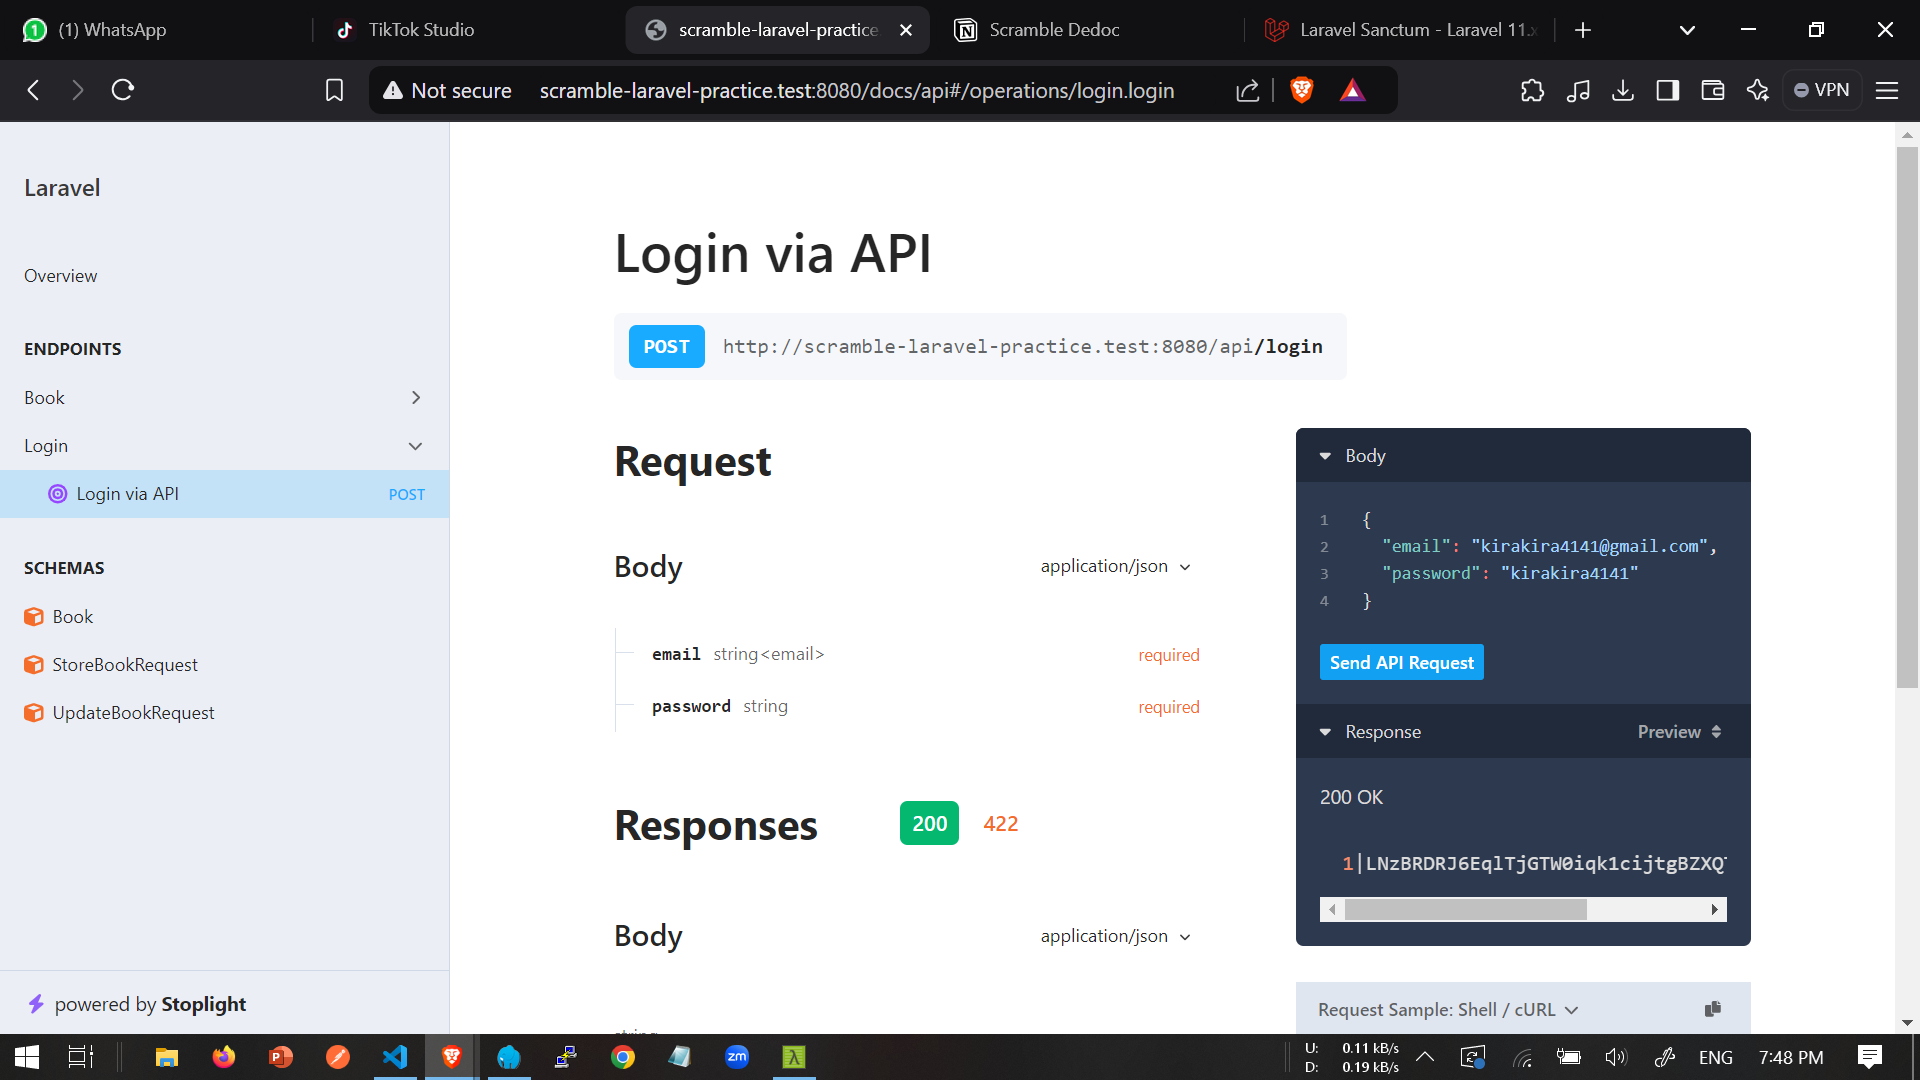 (1) WhatsApp
TikTok Studio
scramble-laravel-practice.
Scramble Dedoc
Laravel Sanctum - Laravel 11.x
Not secure
scramble-laravel-practice.test:8080/docs/api#/operations/login.login
VPN
Laravel
Overview
ENDPOINTS
Book
Login
Login via API POST
SCHEMAS
Book
StoreBookRequest
UpdateBookRequest
powered by Stoplight
Login via API
POST http://scramble-laravel-practice.test:8080/api/login
Request
Body application/json
email string<email> required
password string required
Responses 200 422
Body application/json
string
Body
1 {
2 "email": "kirakira4141@gmail.com",
3 "password": "kirakira4141"
4 }
Send API Request
Response Preview
200 OK
1|LNzBRDRJ6EqlTjGTW0iqk1cijtgBZXQ
Request Sample: Shell / cURL
U: 0.11 kB/s
D: 0.19 kB/s
ENG
7:48 PM